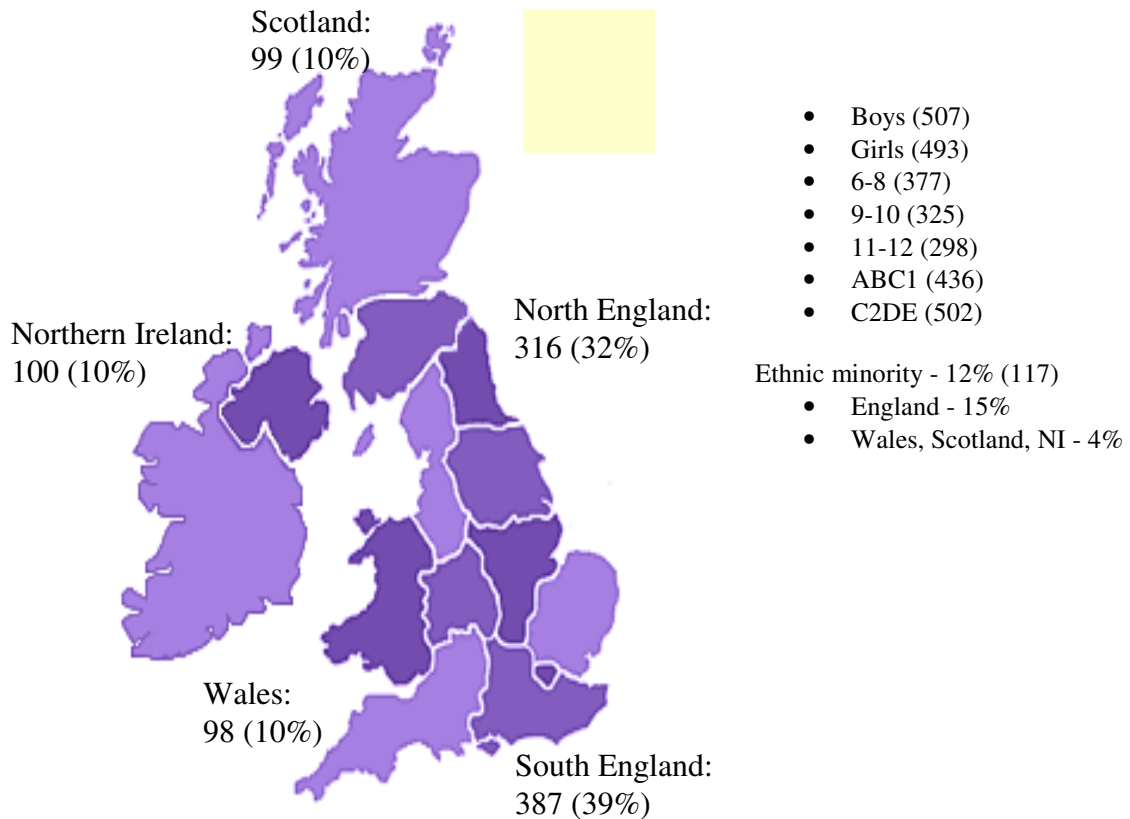 Scotland:
99 (10%)
• Boys (507)
• Girls (493)
• 6-8 (377)
• 9-10 (325)
• 11-12 (298)
• ABC1 (436)
• C2DE (502)
North England:
316 (32%)
Northern Ireland:
100 (10%)
Ethnic minority - 12% (117)
• England - 15%
• Wales, Scotland, NI - 4%
Wales:
98 (10%)
South England:
387 (39%)